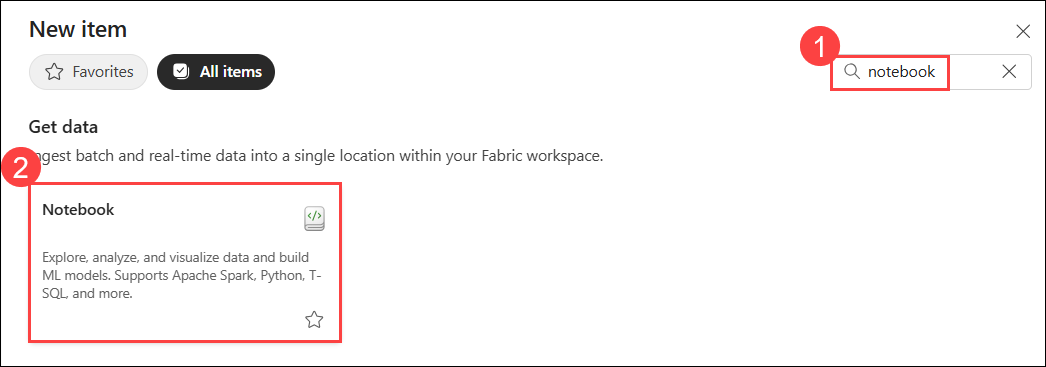 New item
Favorites
All items
1
notebook
Get data
ngest batch and real-time data into a single location within your Fabric workspace.
2
Notebook
</>
Explore, analyze, and visualize data and build
ML models. Supports Apache Spark, Python, T-
SQL, and more.